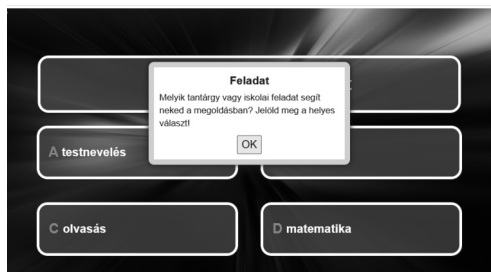 Feladat
Melyik tantárgy vagy iskolai feladat segít
neked a megoldásban? Jelöld meg a helyes
választ!
OK
A testnevelés
C olvasás
D matematika